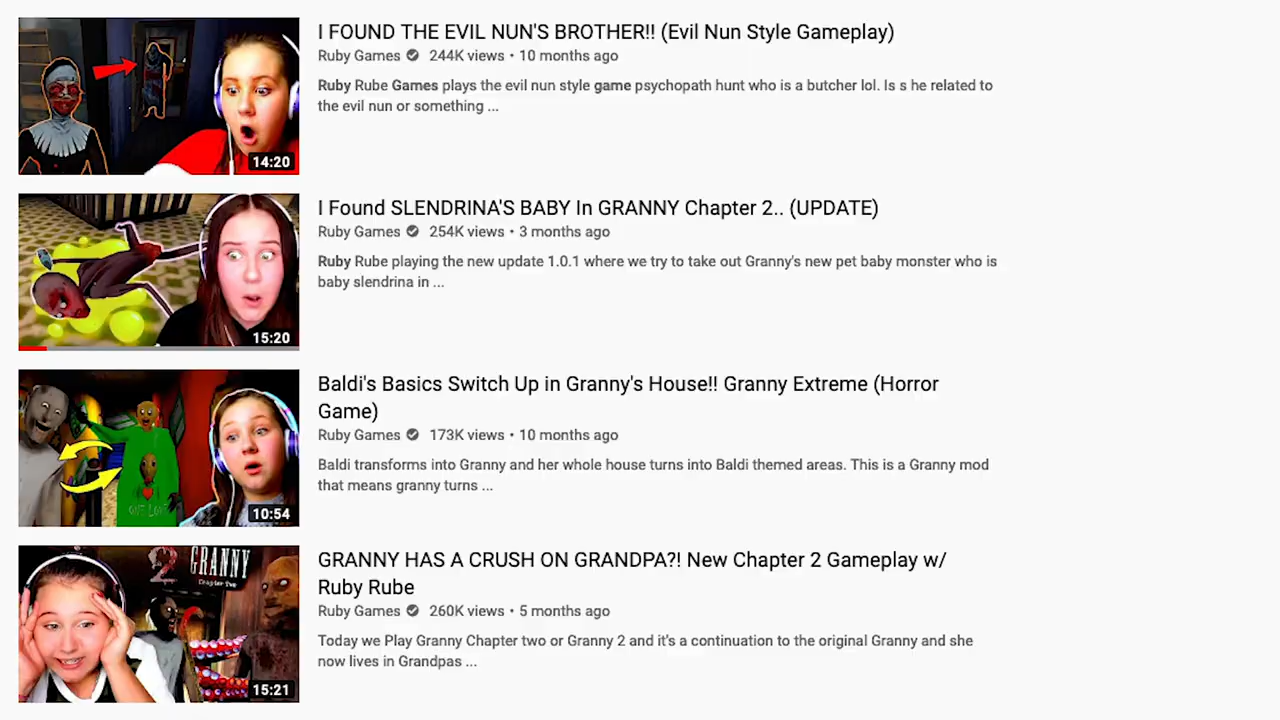 I FOUND THE EVIL NUN'S BROTHER!! (Evil Nun Style Gameplay)
Ruby Games 244K views • 10 months ago
Ruby Rube Games plays the evil nun style game psychopath hunt who is a butcher lol. Is s he related to
the evil nun or something ...
14:20
I Found SLENDRINA'S BABY In GRANNY Chapter 2.. (UPDATE)
Ruby Games 254K views • 3 months ago
Ruby Rube playing the new update 1.0.1 where we try to take out Granny's new pet baby monster who is
baby slendrina in ...
15:20
Baldi's Basics Switch Up in Granny's House!! Granny Extreme (Horror
Game)
Ruby Games 173K views • 10 months ago
Baldi transforms into Granny and her whole house turns into Baldi themed areas. This is a Granny mod
that means granny turns ...
ONE LOVE
10:54
GRANNY HAS A CRUSH ON GRANDPA?! New Chapter 2 Gameplay w/
Ruby Rube
Ruby Games 260K views • 5 months ago
Today we Play Granny Chapter two or Granny 2 and it's a continuation to the original Granny and she
now lives in Grandpas ...
2 GRANNY
Chapter Two
15:21